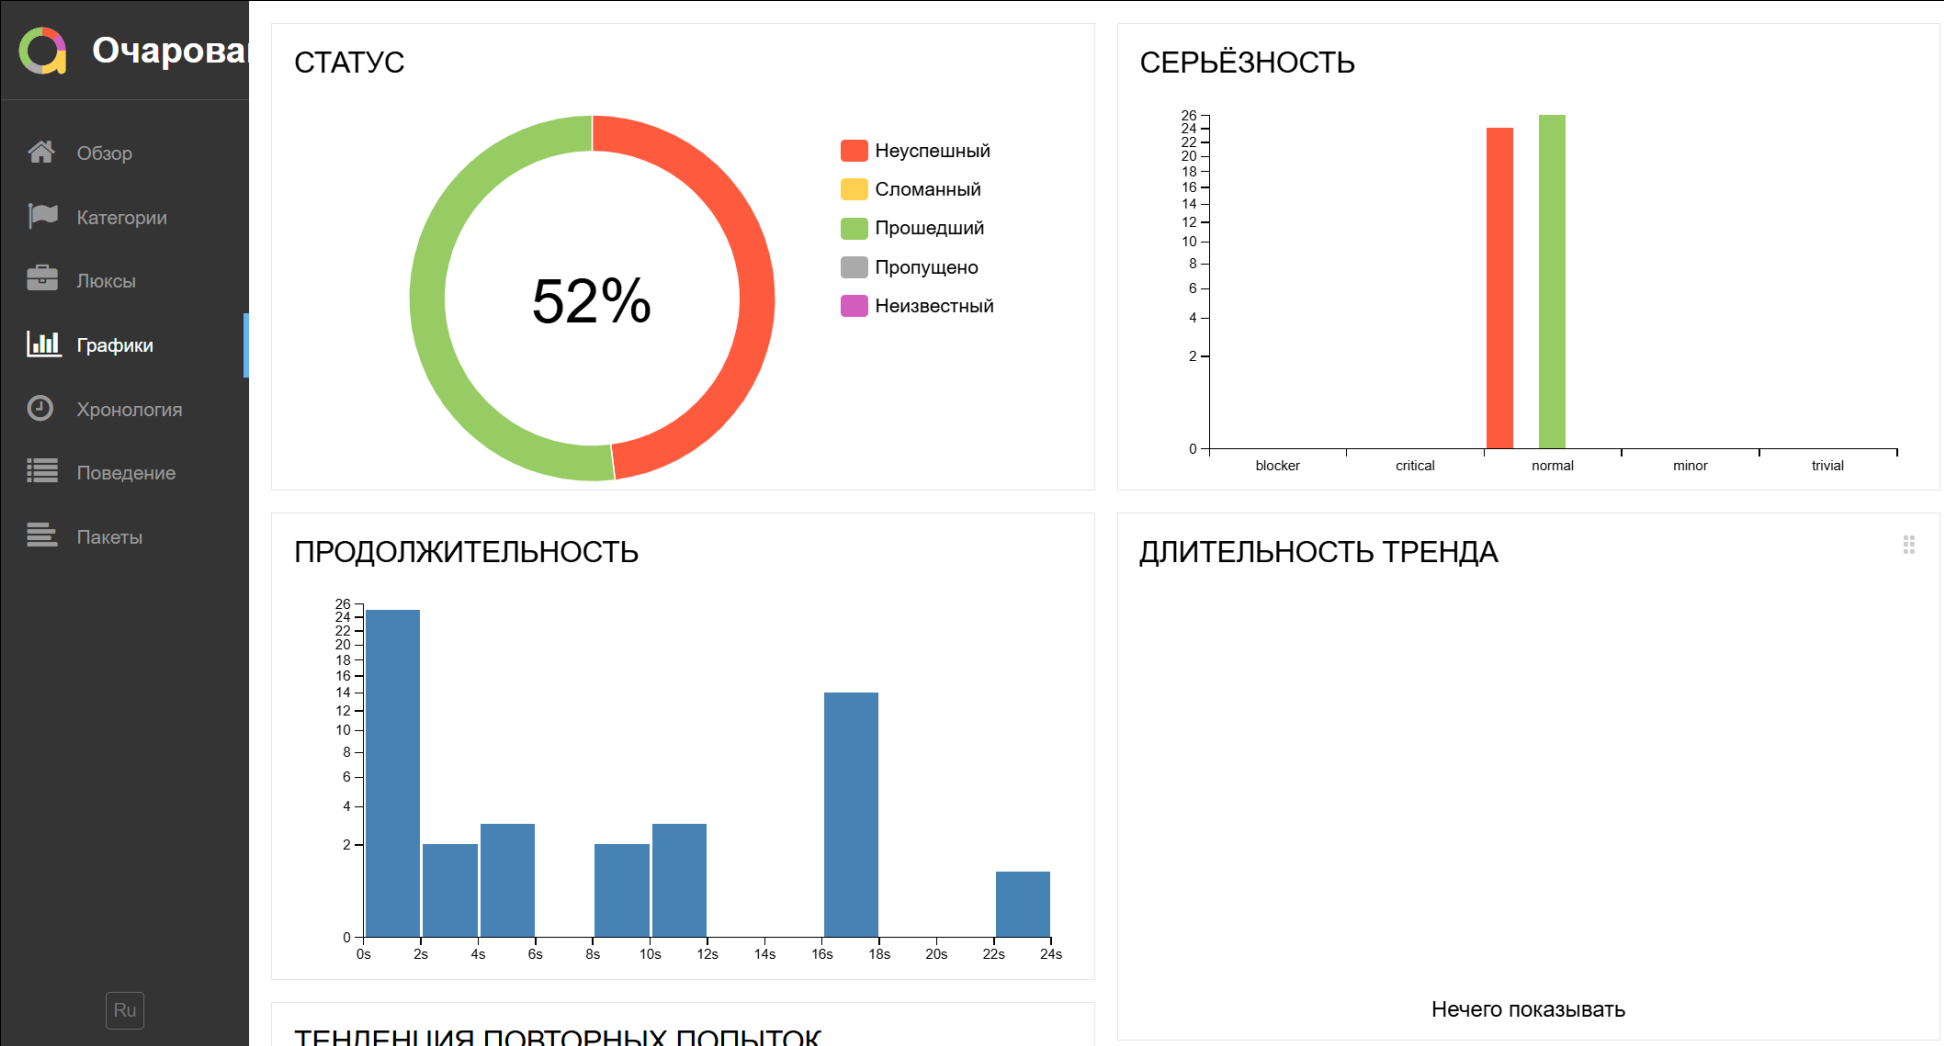 Очарова
Обзор
Категории
Люксы
Графики
Хронология
Поведение
Пакеты
Ru
СТАТУС
52%
Неуспешный
Сломанный
Прошедший
Пропущено
Неизвестный
СЕРЬЁЗНОСТЬ
26
24
22
20
18
16
14
12
10
8
6
4
2
0
blocker critical normal minor trivial
ПРОДОЛЖИТЕЛЬНОСТЬ
26
24
22
20
18
16
14
12
10
8
6
4
2
0
0s 2s 4s 6s 8s 10s 12s 14s 16s 18s 20s 22s 24s
ДЛИТЕЛЬНОСТЬ ТРЕНДА
Нечего показывать
ТЕНДЕНЦИЯ ПОВТОРНЫХ ПОПЫТОК